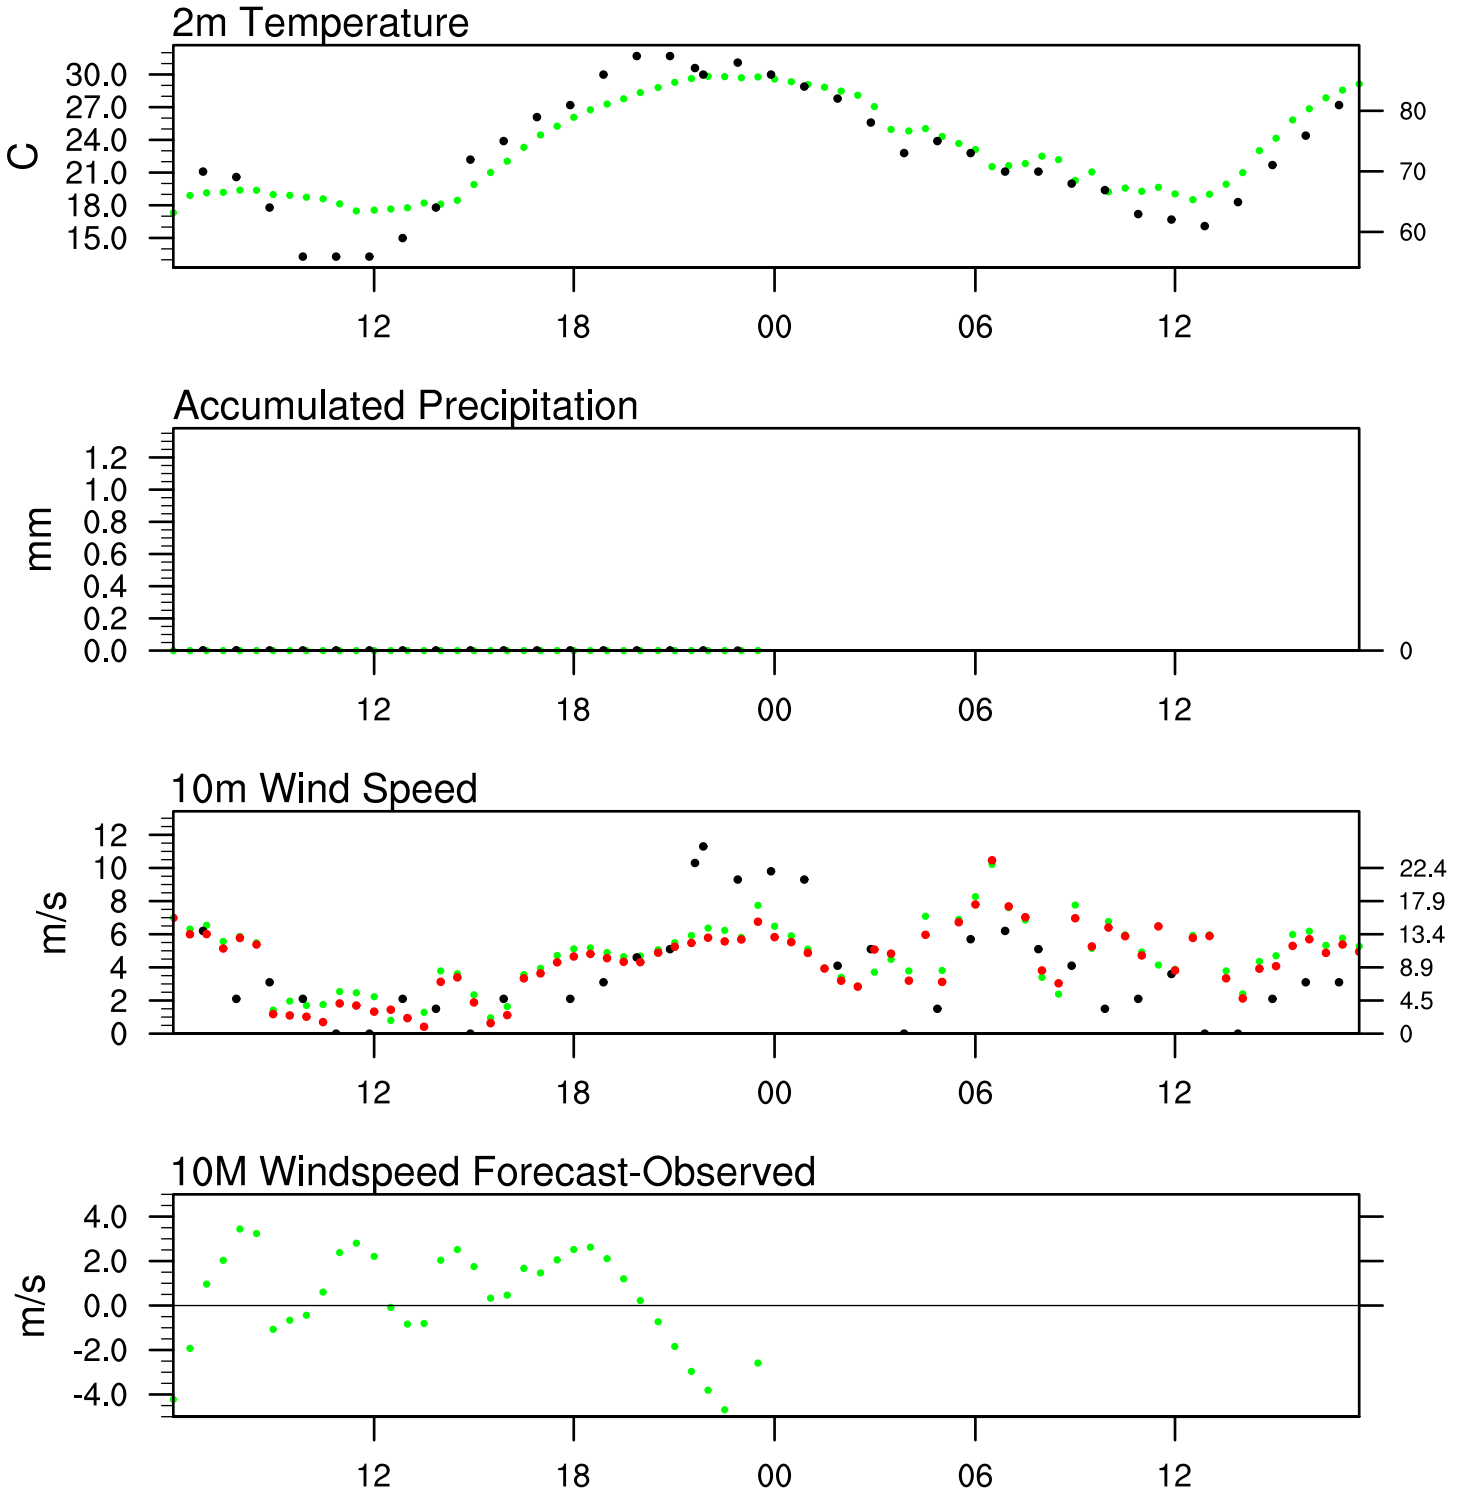 2m Temperature
30.0
27.0
24.0
21.0
18.0
15.0
C
80
70
60
12 18 00 06 12
Accumulated Precipitation
1.2
1.0
0.8
0.6
0.4
0.2
0.0
mm
0
12 18 00 06 12
10m Wind Speed
12
10
8
6
4
2
0
m/s
22.4
17.9
13.4
8.9
4.5
0
12 18 00 06 12
10M Windspeed Forecast-Observed
4.0
2.0
0.0
-2.0
-4.0
m/s
12 18 00 06 12